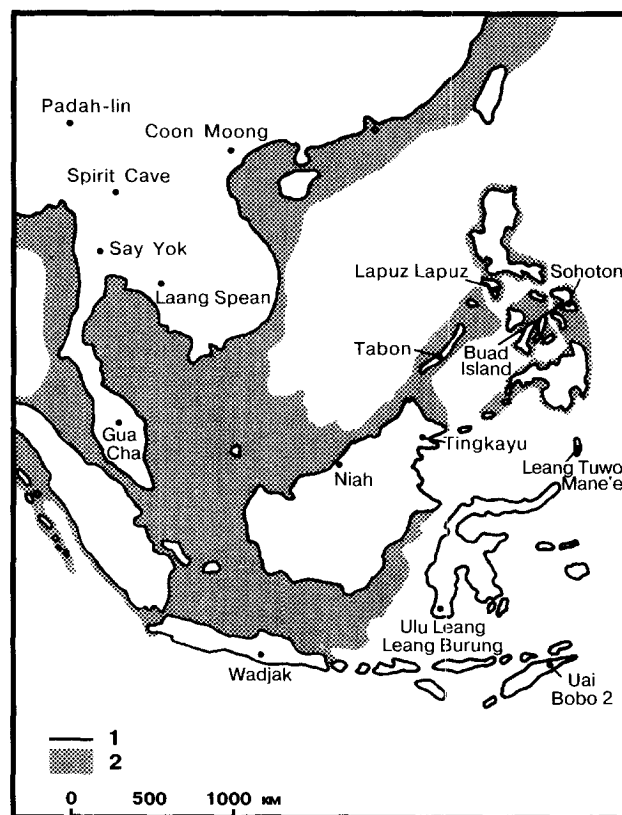 Padah-lin
Coon Moong
Spirit Cave
Say Yok
Laang Spean
Lapuz Lapuz
Sohoton
Tabon
Buad
Island
Gua
Cha
Niah
Tingkayu
Leang Tuwo
Mane'e
Ulu Leang
Leang Burung
Wadjak
Uai
Bobo 2
1
2
0 500 1000 KM